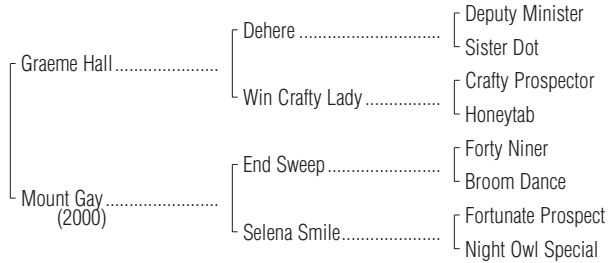 Deputy Minister
Dehere ..................................
Sister Dot
Graeme Hall .........................
Crafty Prospector
Win Crafty Lady ..................
Honeytab
Forty Niner
End Sweep ...........................
Broom Dance
Mount Gay ...........................
(2000)
Fortunate Prospect
Selena Smile.......................
Night Owl Special